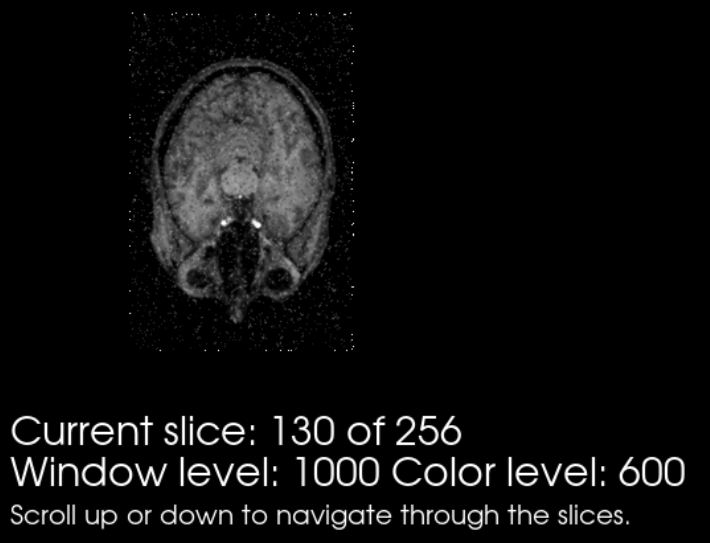 Current slice: 130 of 256
Window level: 1000 Color level: 600
Scroll up or down to navigate through the slices.